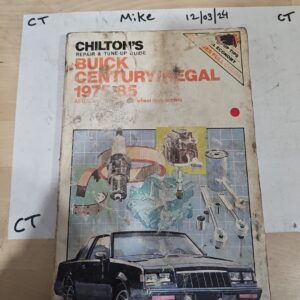 CT Mike 12/03/24 CT
CHILTON'S
REPAIR & TUNE-UP GUIDE
BUICK
CENTURY/REGAL
1975-85
CT